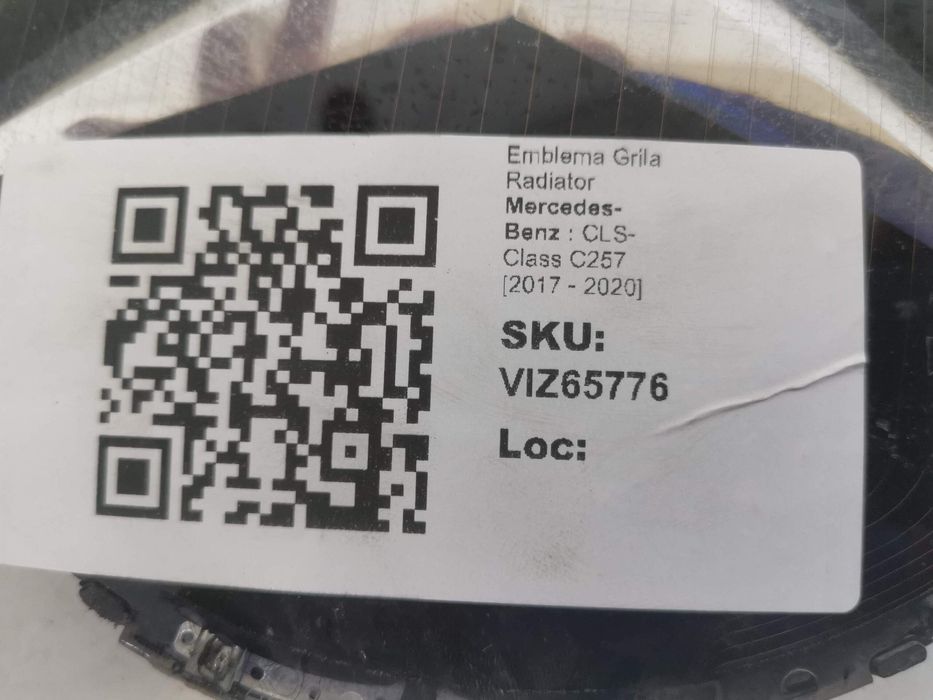 Emblema Grila
Radiator
Mercedes-
Benz : CLS-
Class C257
[2017 - 2020]
SKU:
VIZ65776
Loc: